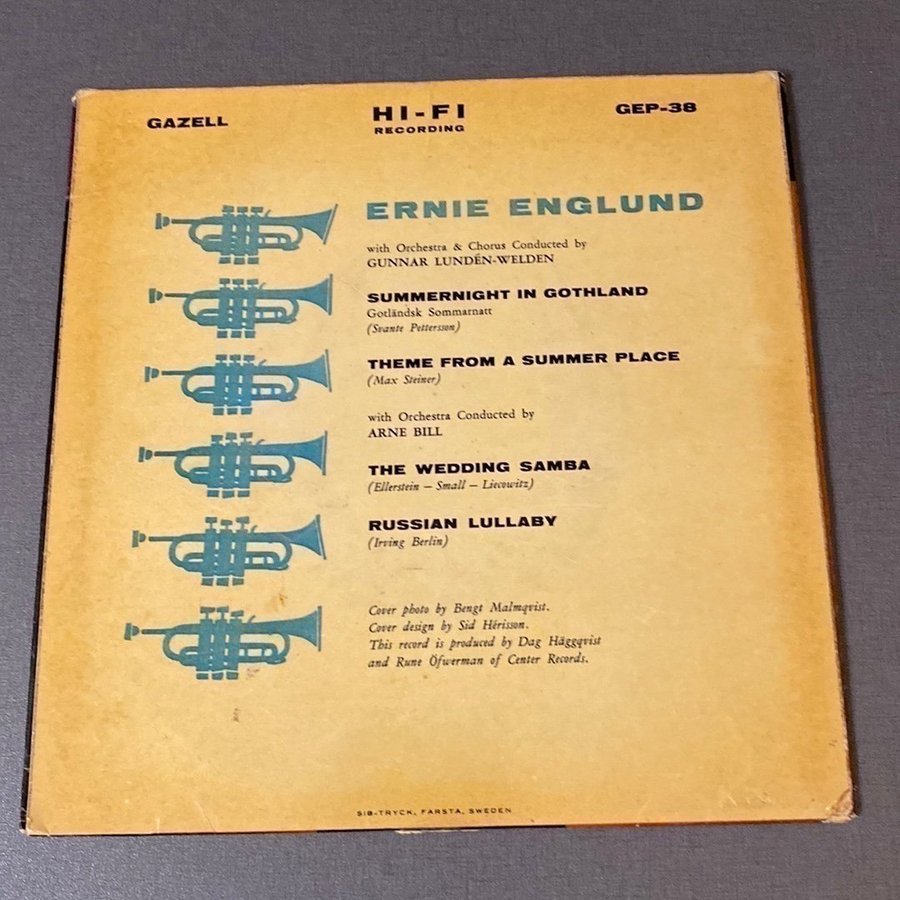 GAZELL HI-FI GEP-38
RECORDING
ERNIE ENGLUND
with Orchestra & Chorus Conducted by
GUNNAR LUNDÉN-WELDEN
SUMMERNIGHT IN GOTHLAND
Gotländsk Sommarnatt
(Svante Pettersson)
THEME FROM A SUMMER PLACE
(Max Steiner)
with Orchestra Conducted by
ARNE BILL
THE WEDDING SAMBA
(Ellerstein – Small – Liecowitz)
RUSSIAN LULLABY
(Irving Berlin)
Cover photo by Bengt Malmqvist.
Cover design by Sid Hérisson.
This record is produced by Dag Häggqvist
and Rune Öfwerman of Center Records.
SIB-TRYCK, FARSTA, SWEDEN